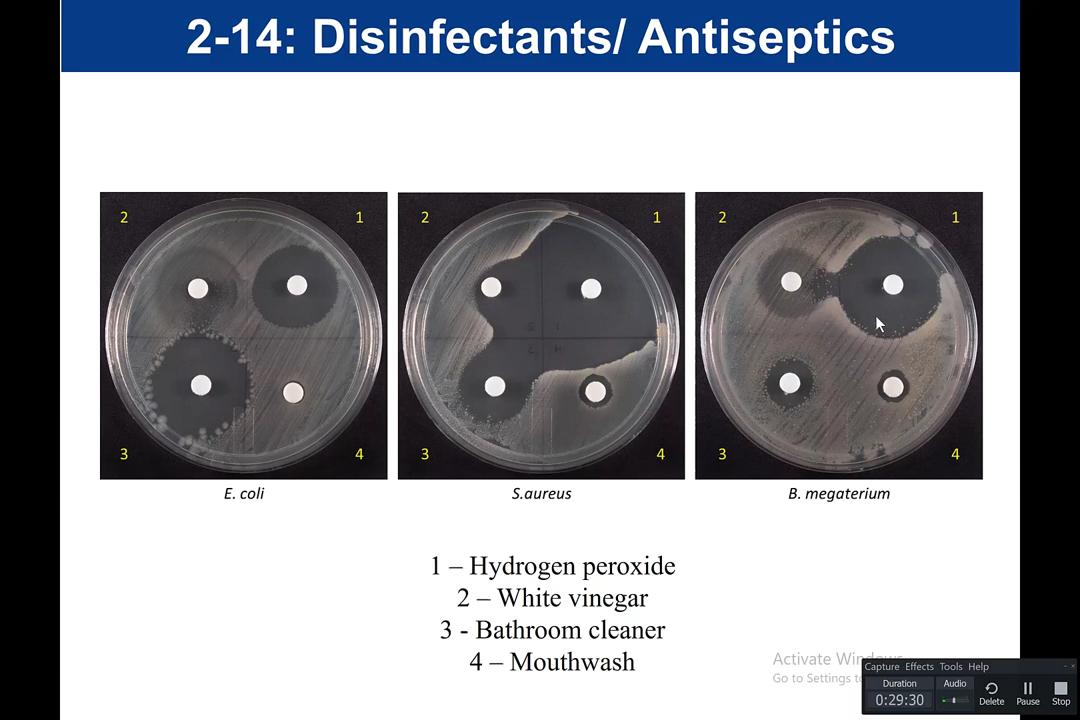 2-14: Disinfectants/ Antiseptics
2 1
3 4
2 1
3 4
2 1
3 4
E. coli
S.aureus
B. megaterium
1 – Hydrogen peroxide
2 – White vinegar
3 - Bathroom cleaner
4 – Mouthwash
Activate Windows
Go to Settings to
Capture Effects Tools Help
Duration
0:29:30
Audio
Delete
Pause
Stop